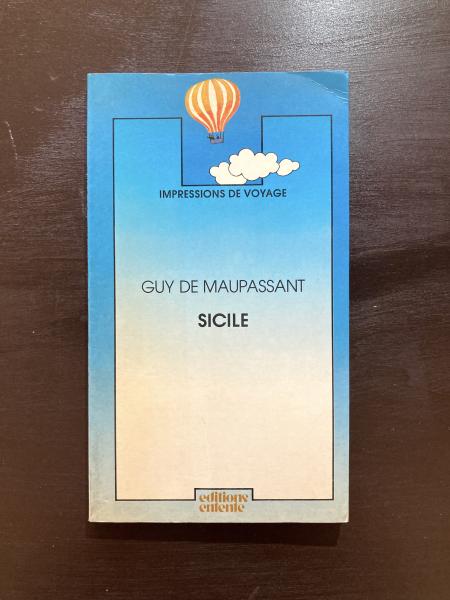 IMPRESSIONS DE VOYAGE
GUY DE MAUPASSANT
SICILE
editions
entente